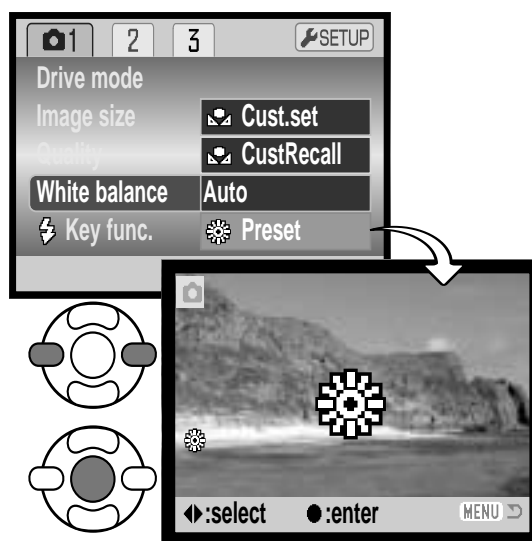 1 2 3 SETUP
Drive mode
Image size Cust.set
Quality CustRecall
White balance Auto
Key func. Preset
:select :enter MENU